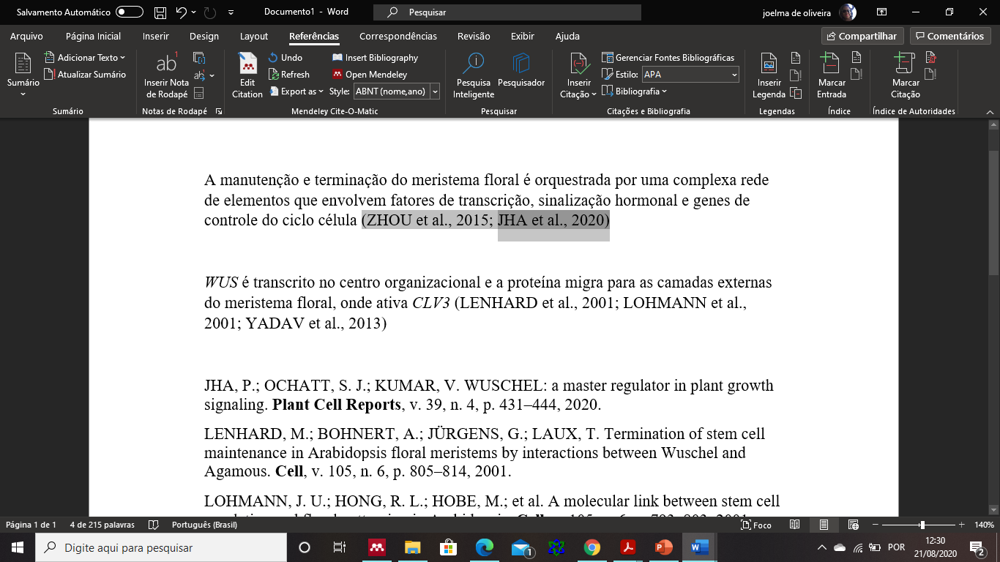 Salvamento Automático
Documento1 - Word
Pesquisar
joelma de oliveira
Arquivo Página Inicial Inserir Design Layout Referências Correspondências Revisão Exibir Ajuda
Compartilhar Comentários
Sumário
Adicionar Texto
Atualizar Sumário
Sumário
ab¹
Inserir Nota
de Rodapé
ab
Notas de Rodapé
Edit
Citation
Undo
Refresh
Export as
Insert Bibliography
Open Mendeley
Style: ABNT (nome,ano)
Mendeley Cite-O-Matic
Pesquisa
Inteligente
Pesquisador
Pesquisar
Inserir
Citação
Gerenciar Fontes Bibliográficas
Estilo: APA
Bibliografia
Citações e Bibliografia
Inserir
Legenda
Legendas
Marcar
Entrada
Índice
Marcar
Citação
Índice de Autoridades
A manutenção e terminação do meristema floral é orquestrada por uma complexa rede
de elementos que envolvem fatores de transcrição, sinalização hormonal e genes de
controle do ciclo célula (ZHOU et al., 2015; JHA et al., 2020)
WUS é transcrito no centro organizacional e a proteína migra para as camadas externas
do meristema floral, onde ativa CLV3 (LENHARD et al., 2001; LOHMANN et al.,
2001; YADAV et al., 2013)
JHA, P.; OCHATT, S. J.; KUMAR, V. WUSCHEL: a master regulator in plant growth
signaling. Plant Cell Reports, v. 39, n. 4, p. 431–444, 2020.
LENHARD, M.; BOHNERT, A.; JÜRGENS, G.; LAUX, T. Termination of stem cell
maintenance in Arabidopsis floral meristems by interactions between Wuschel and
Agamous. Cell, v. 105, n. 6, p. 805–814, 2001.
LOHMANN, J. U.; HONG, R. L.; HOBE, M.; et al. A molecular link between stem cell
Página 1 de 1 4 de 215 palavras Português (Brasil) Foco 140%
Digite aqui para pesquisar
1
POR
12:30
21/08/2020
2